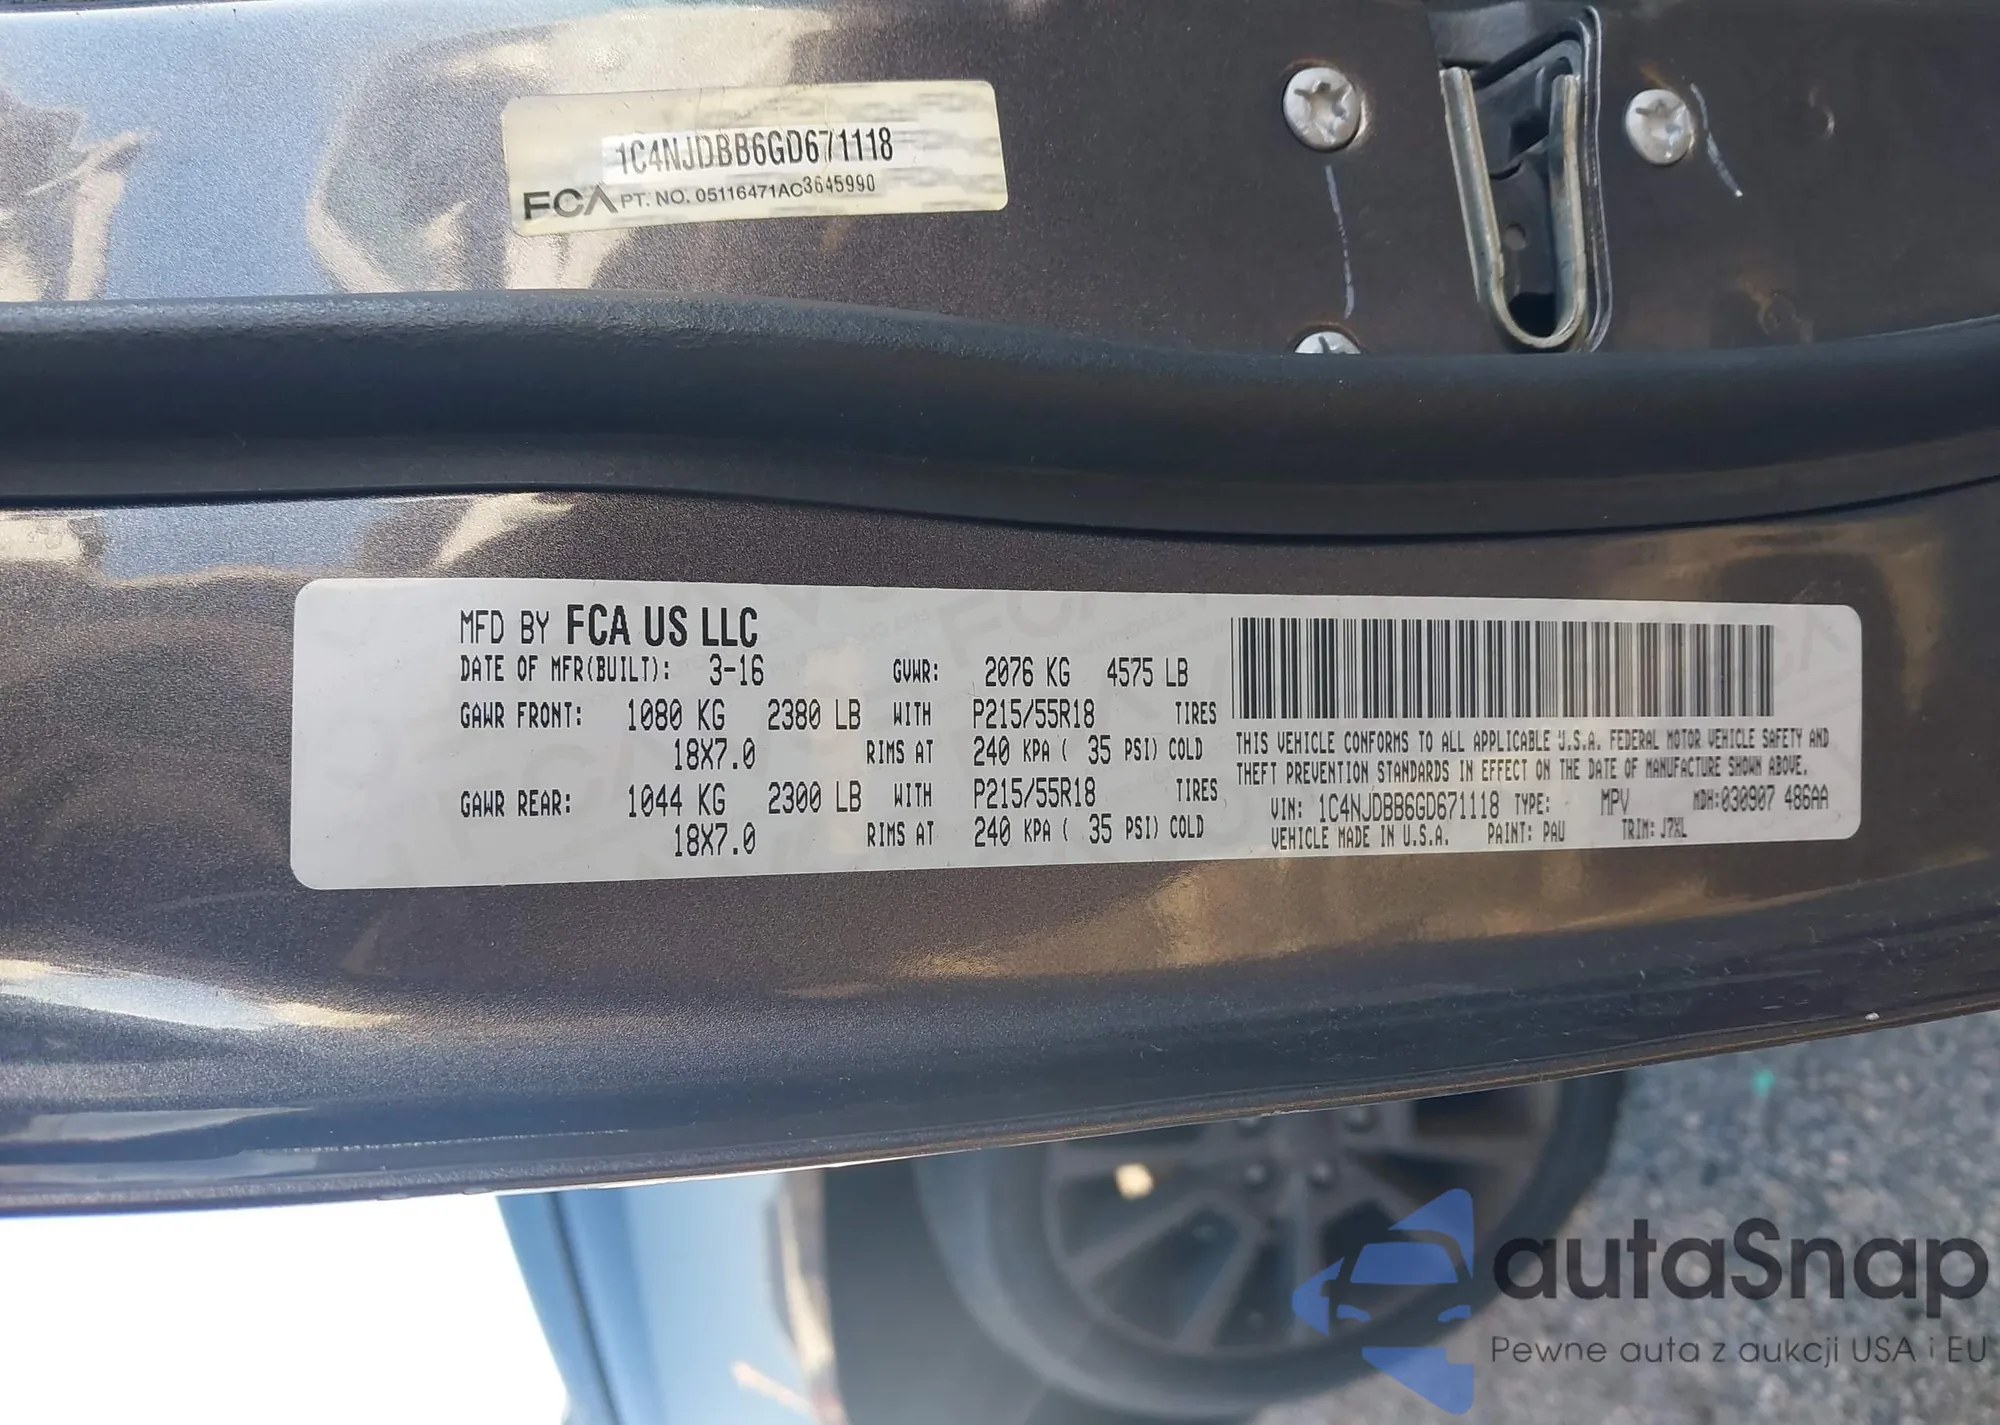 1C4NJDBB6GD671118
FCA PT. NO. 05116471AC3645990
MFD BY FCA US LLC
DATE OF MFR(BUILT): 3-16 GVWR: 2076 KG 4575 LB
GAWR FRONT: 1080 KG 2380 LB WITH P215/55R18 TIRES
18X7.0 RIMS AT 240 KPA ( 35 PSI) COLD
GAWR REAR: 1044 KG 2300 LB WITH P215/55R18 TIRES
18X7.0 RIMS AT 240 KPA ( 35 PSI) COLD
THIS VEHICLE CONFORMS TO ALL APPLICABLE U.S.A. FEDERAL MOTOR VEHICLE SAFETY AND
THEFT PREVENTION STANDARDS IN EFFECT ON THE DATE OF MANUFACTURE SHOWN ABOVE.
VIN: 1C4NJDBB6GD671118 TYPE: MPV MDH:030907 486AA
VEHICLE MADE IN U.S.A. PAINT: PAU TRIM: J7XL
autaSnap
Pewne auta z aukcji USA i EU